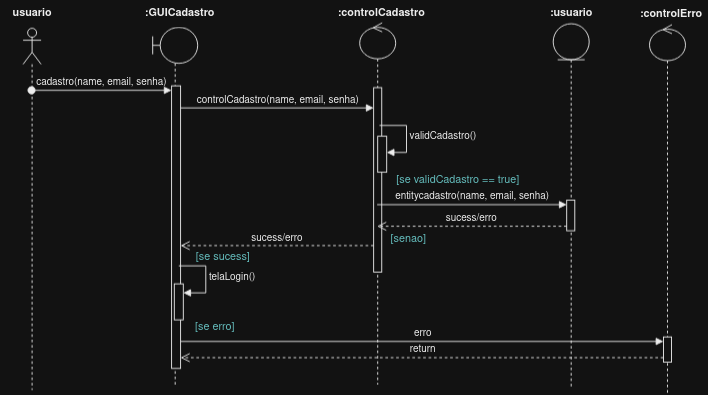 usuario
:GUICadastro
:controlCadastro
:usuario
:controlErro
cadastro(name, email, senha)
controlCadastro(name, email, senha)
validCadastro()
[se validCadastro == true]
entitycadastro(name, email, senha)
sucess/erro
sucess/erro
[senao]
[se sucess]
telaLogin()
[se erro]
erro
return